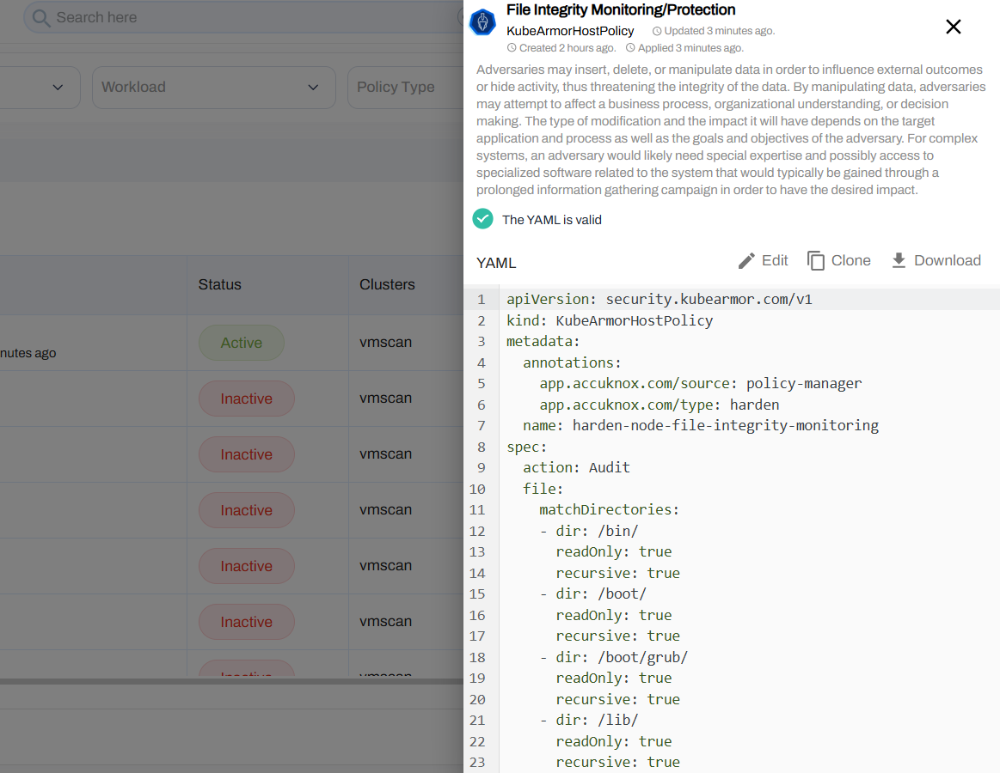 Search here
Workload
Policy Type
Status
Clusters
nutes ago
Active
vmscan
Inactive
vmscan
Inactive
vmscan
Inactive
vmscan
Inactive
vmscan
Inactive
vmscan
File Integrity Monitoring/Protection
KubeArmorHostPolicy
Updated 3 minutes ago.
Created 2 hours ago.
Applied 3 minutes ago.
Adversaries may insert, delete, or manipulate data in order to influence external outcomes
or hide activity, thus threatening the integrity of the data. By manipulating data, adversaries
may attempt to affect a business process, organizational understanding, or decision
making. The type of modification and the impact it will have depends on the target
application and process as well as the goals and objectives of the adversary. For complex
systems, an adversary would likely need special expertise and possibly access to
specialized software related to the system that would typically be gained through a
prolonged information gathering campaign in order to have the desired impact.
The YAML is valid
YAML
Edit
Clone
Download
1 apiVersion: security.kubearmor.com/v1
2 kind: KubeArmorHostPolicy
3 metadata:
4   annotations:
5     app.accuknox.com/source: policy-manager
6     app.accuknox.com/type: harden
7   name: harden-node-file-integrity-monitoring
8 spec:
9   action: Audit
10   file:
11     matchDirectories:
12     - dir: /bin/
13       readOnly: true
14       recursive: true
15     - dir: /boot/
16       readOnly: true
17       recursive: true
18     - dir: /boot/grub/
19       readOnly: true
20       recursive: true
21     - dir: /lib/
22       readOnly: true
23       recursive: true